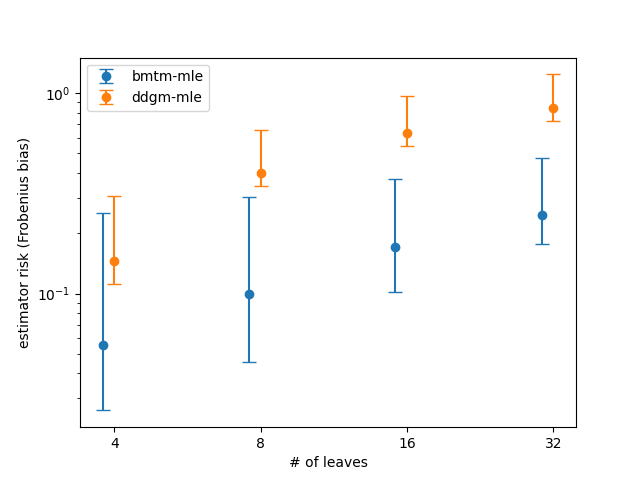 bmtm-mle
ddgm-mle
10⁰
10⁻¹
estimator risk (Frobenius bias)
4
8
16
32
# of leaves